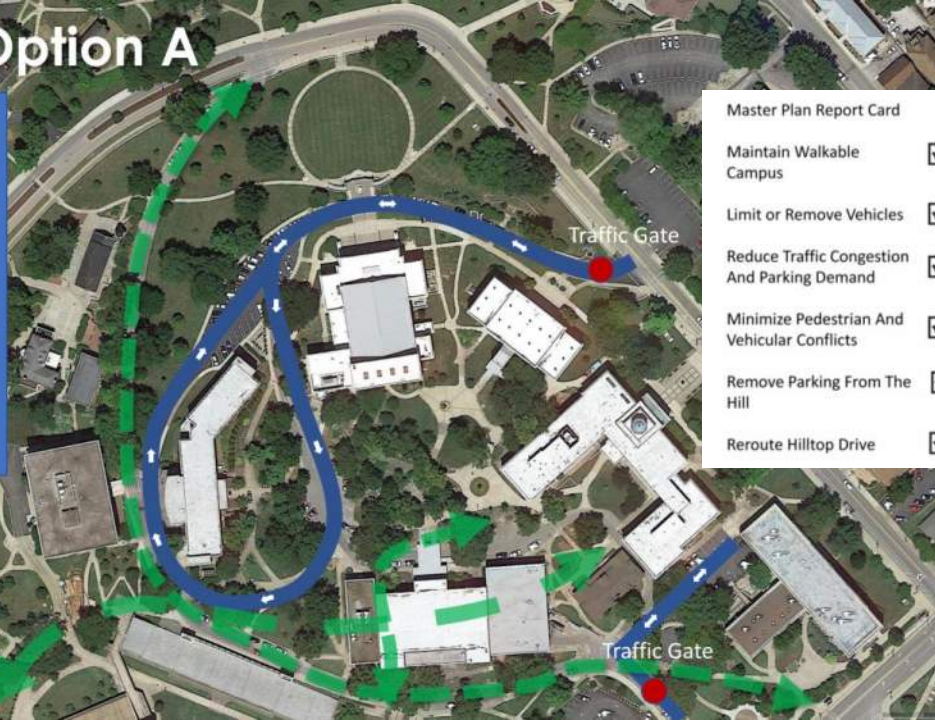 Option A
Master Plan Report Card
Maintain Walkable
Campus
Limit or Remove Vehicles
Reduce Traffic Congestion
And Parking Demand
Minimize Pedestrian And
Vehicular Conflicts
Remove Parking From The
Hill
Reroute Hilltop Drive
Traffic Gate
Traffic Gate